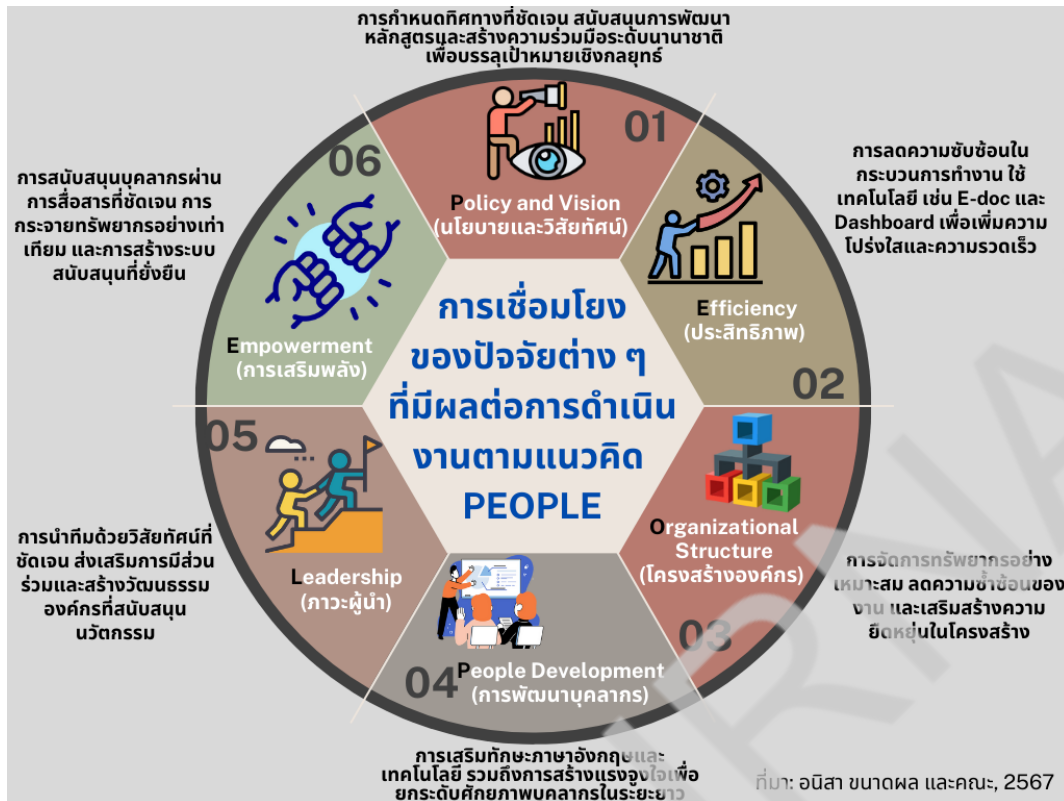 การกำหนดทิศทางที่ชัดเจน สนับสนุนการพัฒนา
หลักสูตรและสร้างความร่วมมือระดับนานาชาติ
เพื่อบรรลุเป้าหมายเชิงกลยุทธ์
01
Policy and Vision
(นโยบายและวิสัยทัศน์)
การลดความซับซ้อนใน
กระบวนการทำงาน ใช้
เทคโนโลยี เช่น E-doc และ
Dashboard เพื่อเพิ่มความ
โปร่งใสและความรวดเร็ว
Efficiency
(ประสิทธิภาพ)
02
Organizational
Structure
(โครงสร้างองค์กร)
03
การจัดการทรัพยากรอย่าง
เหมาะสม ลดความซ้ำซ้อนของ
งาน และเสริมสร้างความ
ยืดหยุ่นในโครงสร้าง
04
People Development
(การพัฒนาบุคลากร)
การเสริมทักษะภาษาอังกฤษและ
เทคโนโลยี รวมถึงการสร้างแรงจูงใจเพื่อ
ยกระดับศักยภาพบุคลากรในระยะยาว
05
Leadership
(ภาวะผู้นำ)
การนำทีมด้วยวิสัยทัศน์ที่
ชัดเจน ส่งเสริมการมีส่วน
ร่วมและสร้างวัฒนธรรม
องค์กรที่สนับสนุน
นวัตกรรม
06
Empowerment
(การเสริมพลัง)
การสนับสนุนบุคลากรผ่าน
การสื่อสารที่ชัดเจน การ
กระจายทรัพยากรอย่างเท่า
เทียม และการสร้างระบบ
สนับสนุนที่ยั่งยืน
การเชื่อมโยง
ของปัจจัยต่าง ๆ
ที่มีผลต่อการดำเนิน
งานตามแนวคิด
PEOPLE
ที่มา: อนิสา ขนาดผล และคณะ, 2567